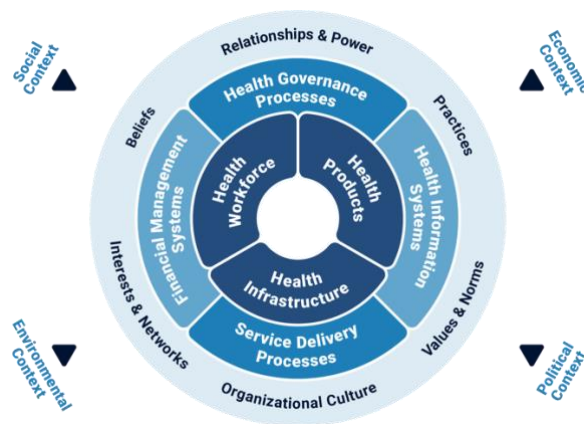 Social
Context
Economic
Context
Relationships & Power
Beliefs
Practices
Health Governance
Processes
Financial Management
Systems
Health Information
Systems
Health
Workforce
Health
Products
Health
Infrastructure
Service Delivery
Processes
Interests & Networks
Values & Norms
Organizational Culture
Environmental
Context
Political
Context